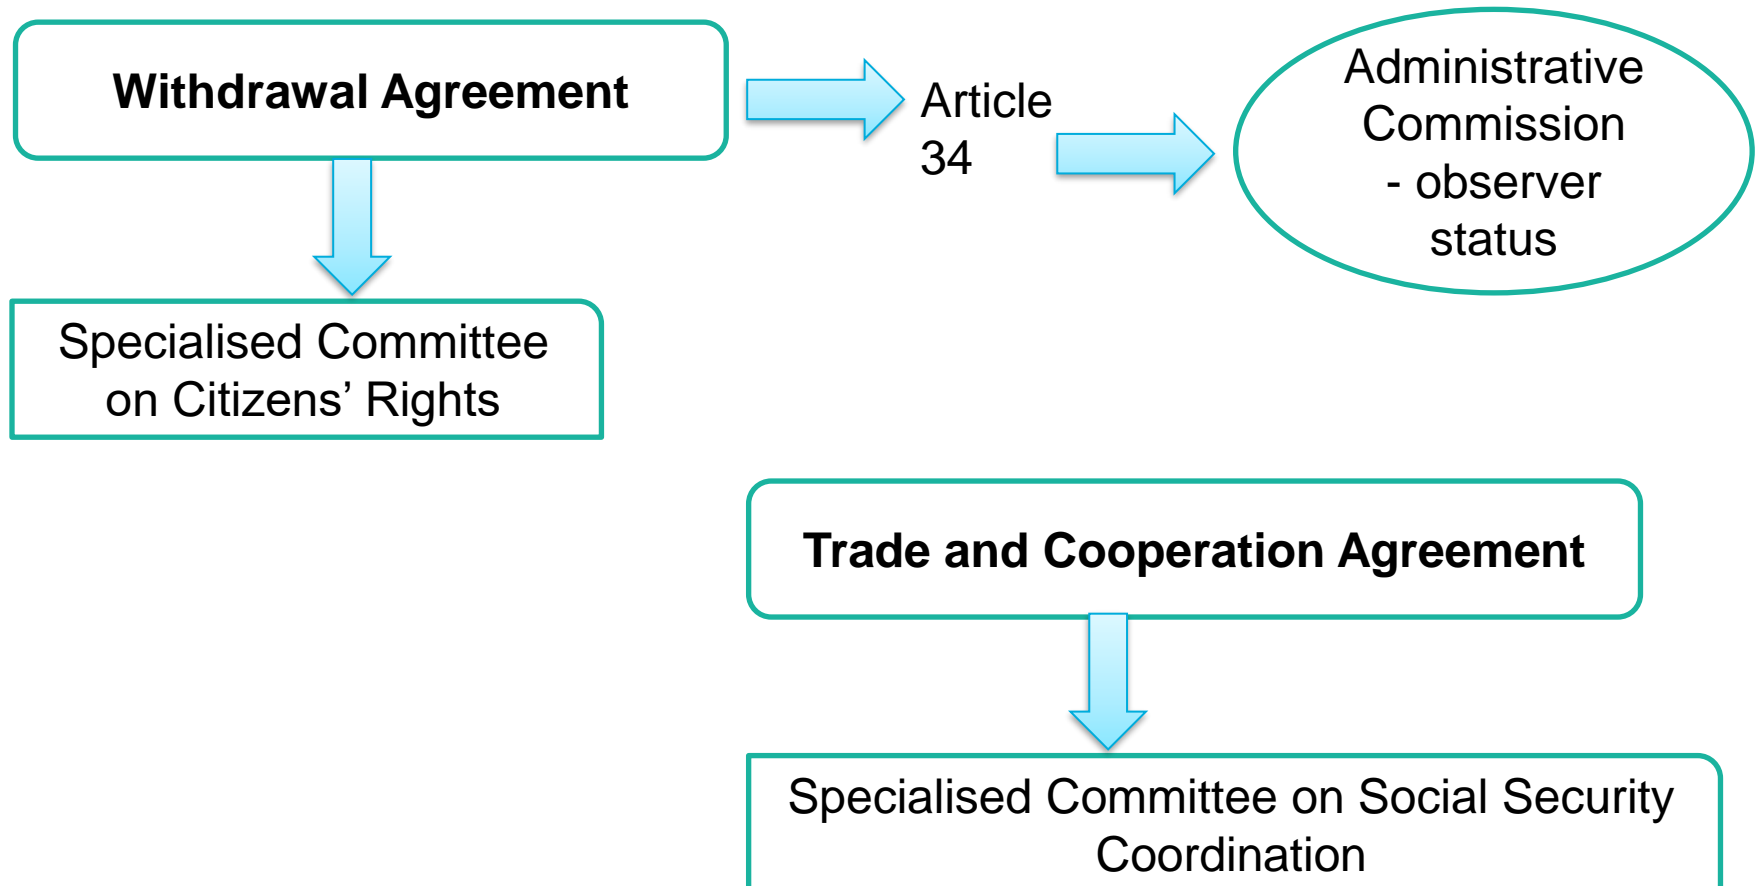 Withdrawal Agreement
Article
34
Administrative
Commission
- observer
status
Specialised Committee
on Citizens’ Rights
Trade and Cooperation Agreement
Specialised Committee on Social Security
Coordination